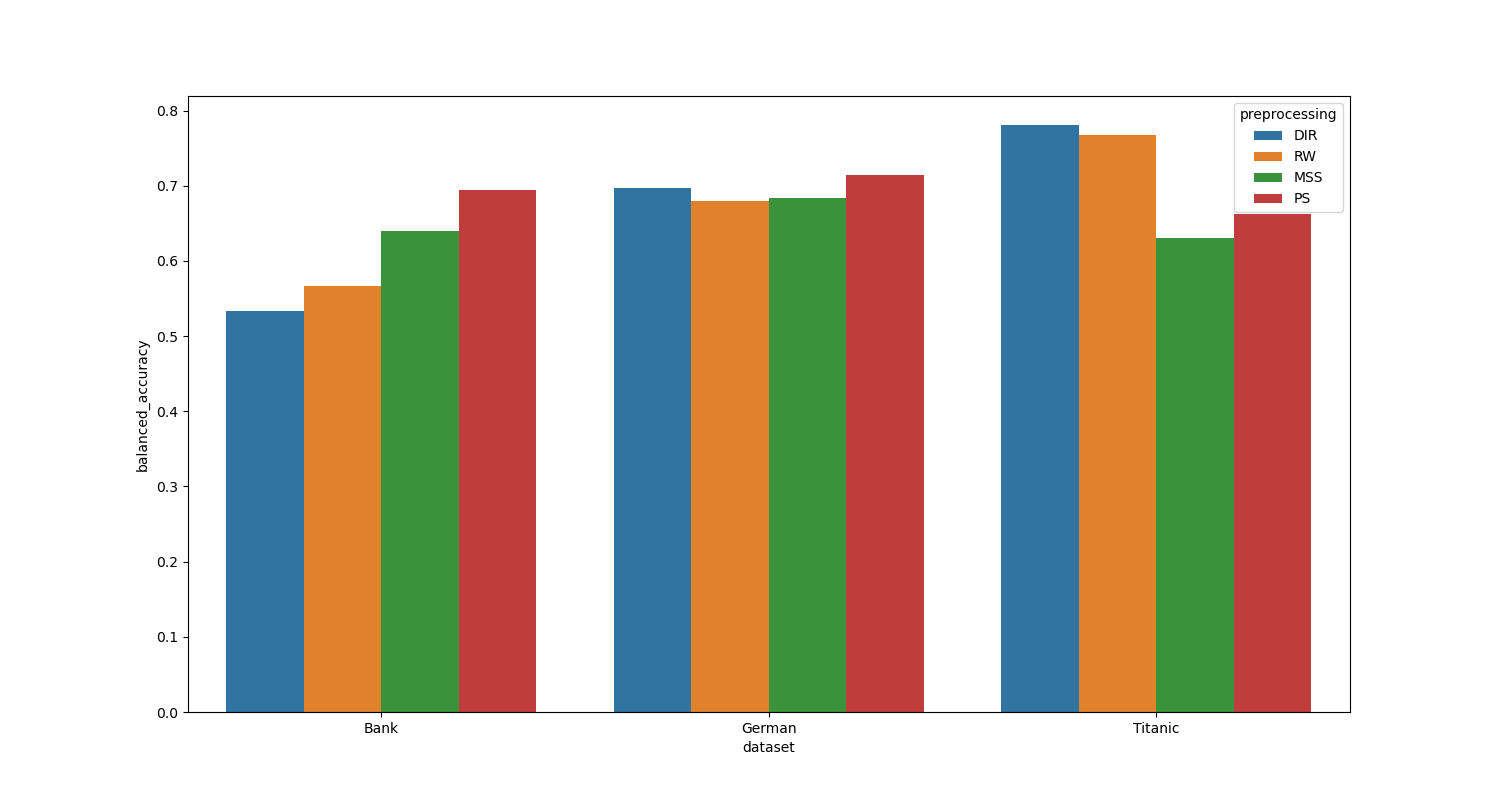 preprocessing
DIR
RW
MSS
PS
balanced_accuracy
0.8
0.7
0.6
0.5
0.4
0.3
0.2
0.1
0.0
Bank German Titanic
dataset